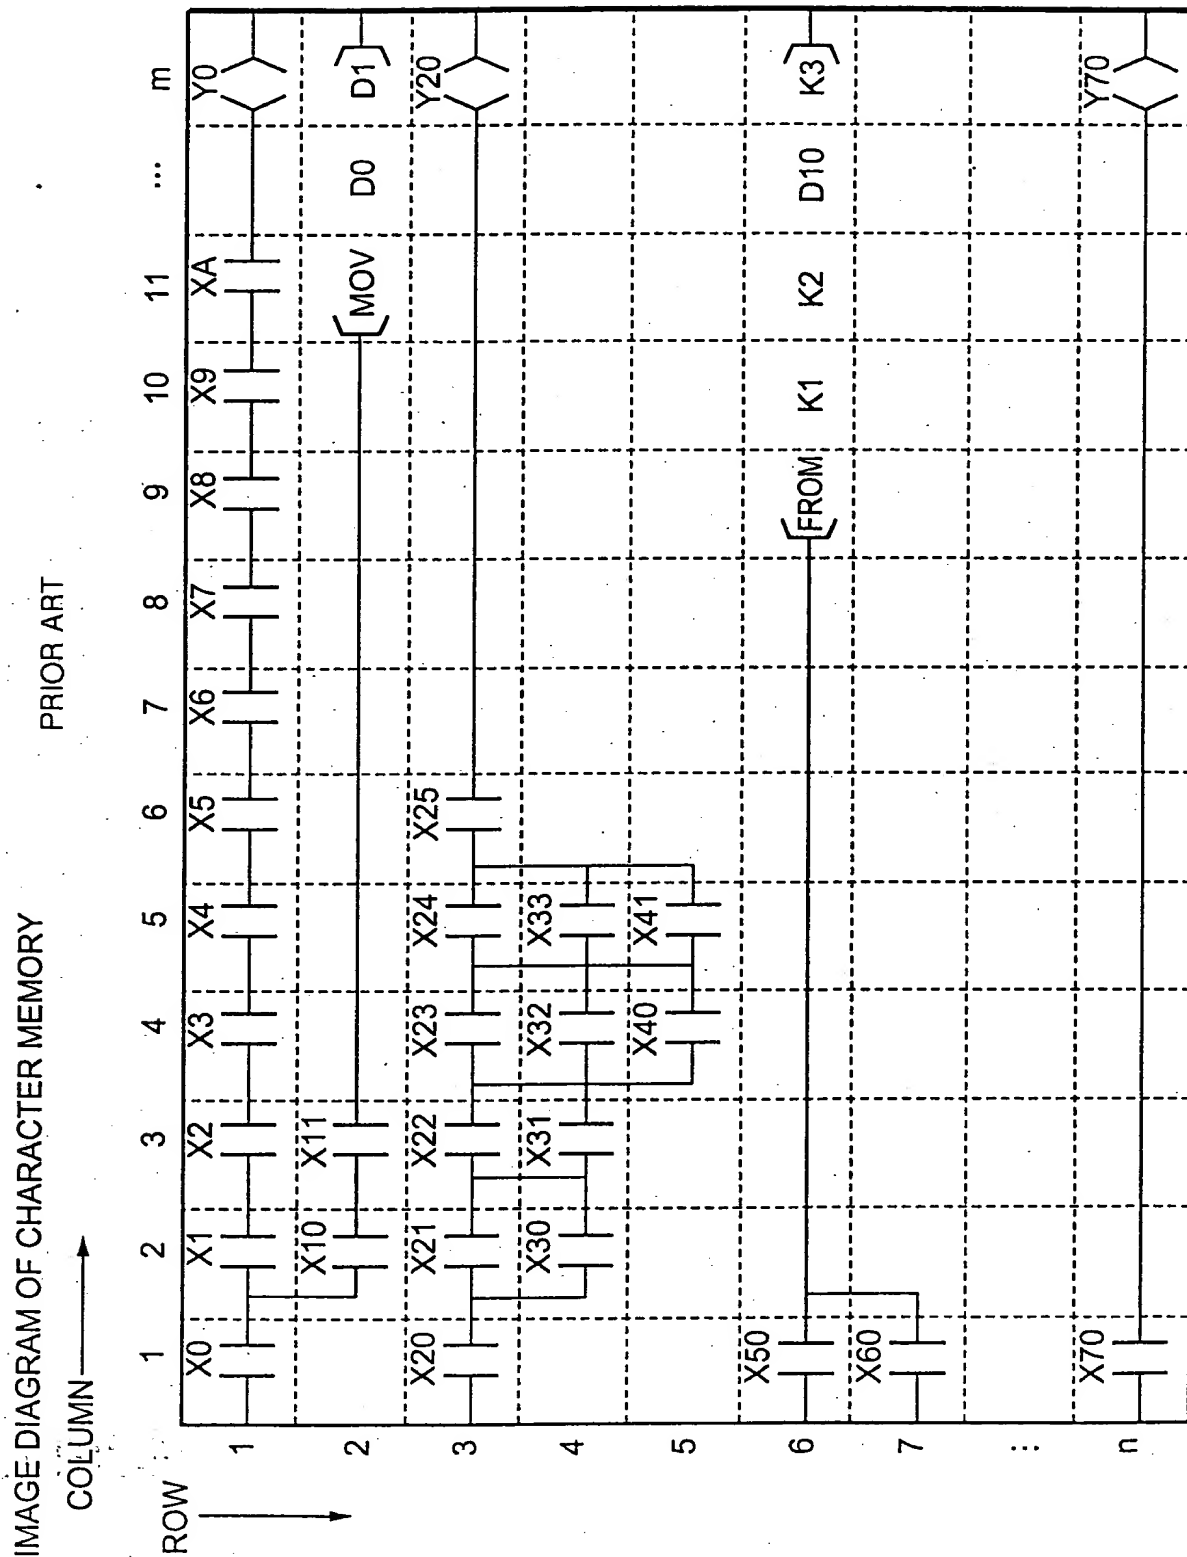 IMAGE DIAGRAM OF CHARACTER MEMORY
PRIOR ART
COLUMN
ROW
1 2 3 4 5 6 7 8 9 10 11 ... m
1 X0 X1 X2 X3 X4 X5 X6 X7 X8 X9 XA Y0
2 X10 X11 MOV D0 D1
3 X20 X21 X22 X23 X24 X25 Y20
4 X30 X31 X32 X33
5 X40 X41
6 X50 FROM K1 K2 D10 K3
7 X60
...
n X70 Y70